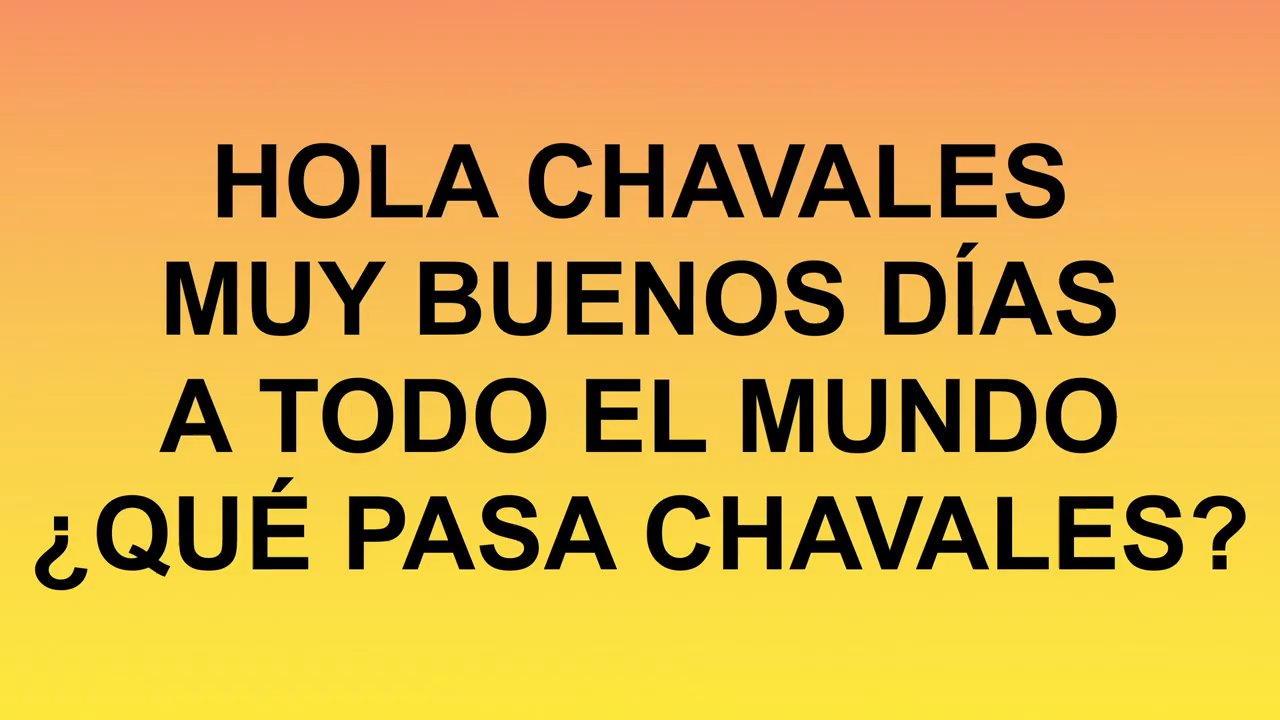 HOLA CHAVALES
MUY BUENOS DÍAS
A TODO EL MUNDO
¿QUÉ PASA CHAVALES?